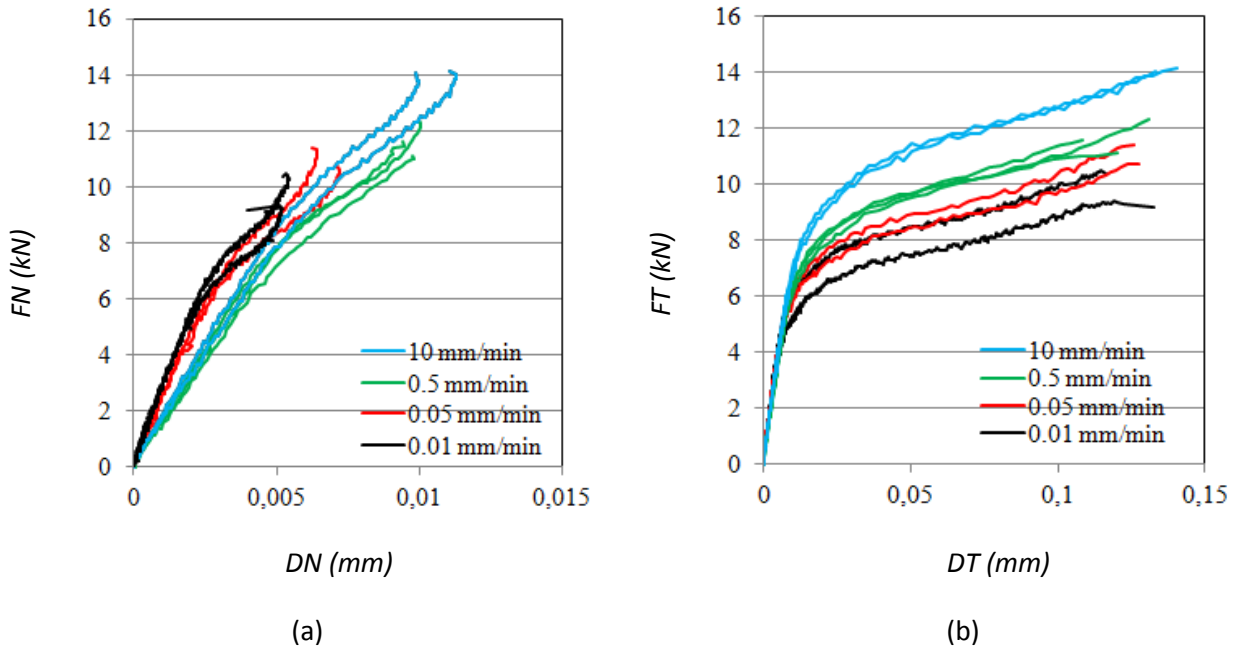 16
14
12
10
8
6
4
2
0
FN (kN)
10 mm/min
0.5 mm/min
0.05 mm/min
0.01 mm/min
0
0,005
0,01
0,015
DN (mm)
(a)
16
14
12
10
8
6
4
2
0
FT (kN)
10 mm/min
0.5 mm/min
0.05 mm/min
0.01 mm/min
0
0,05
0,1
0,15
DT (mm)
(b)